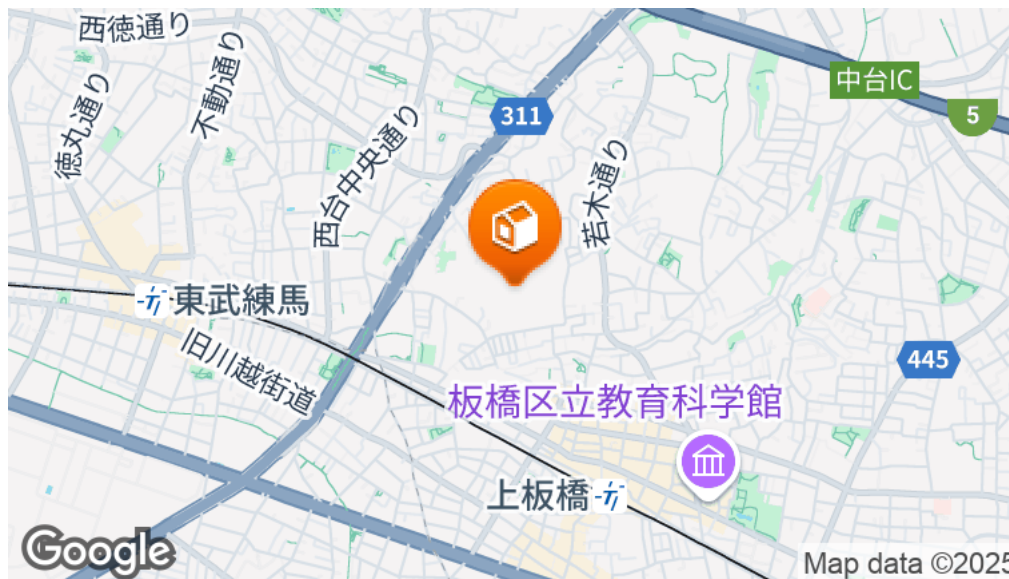 西徳通り
不動通り
徳丸通り
西台中央通り
311
若木通り
中台IC
5
東武練馬
旧川越街道
445
板橋区立教育科学館
上板橋
Google
Map data ©2025